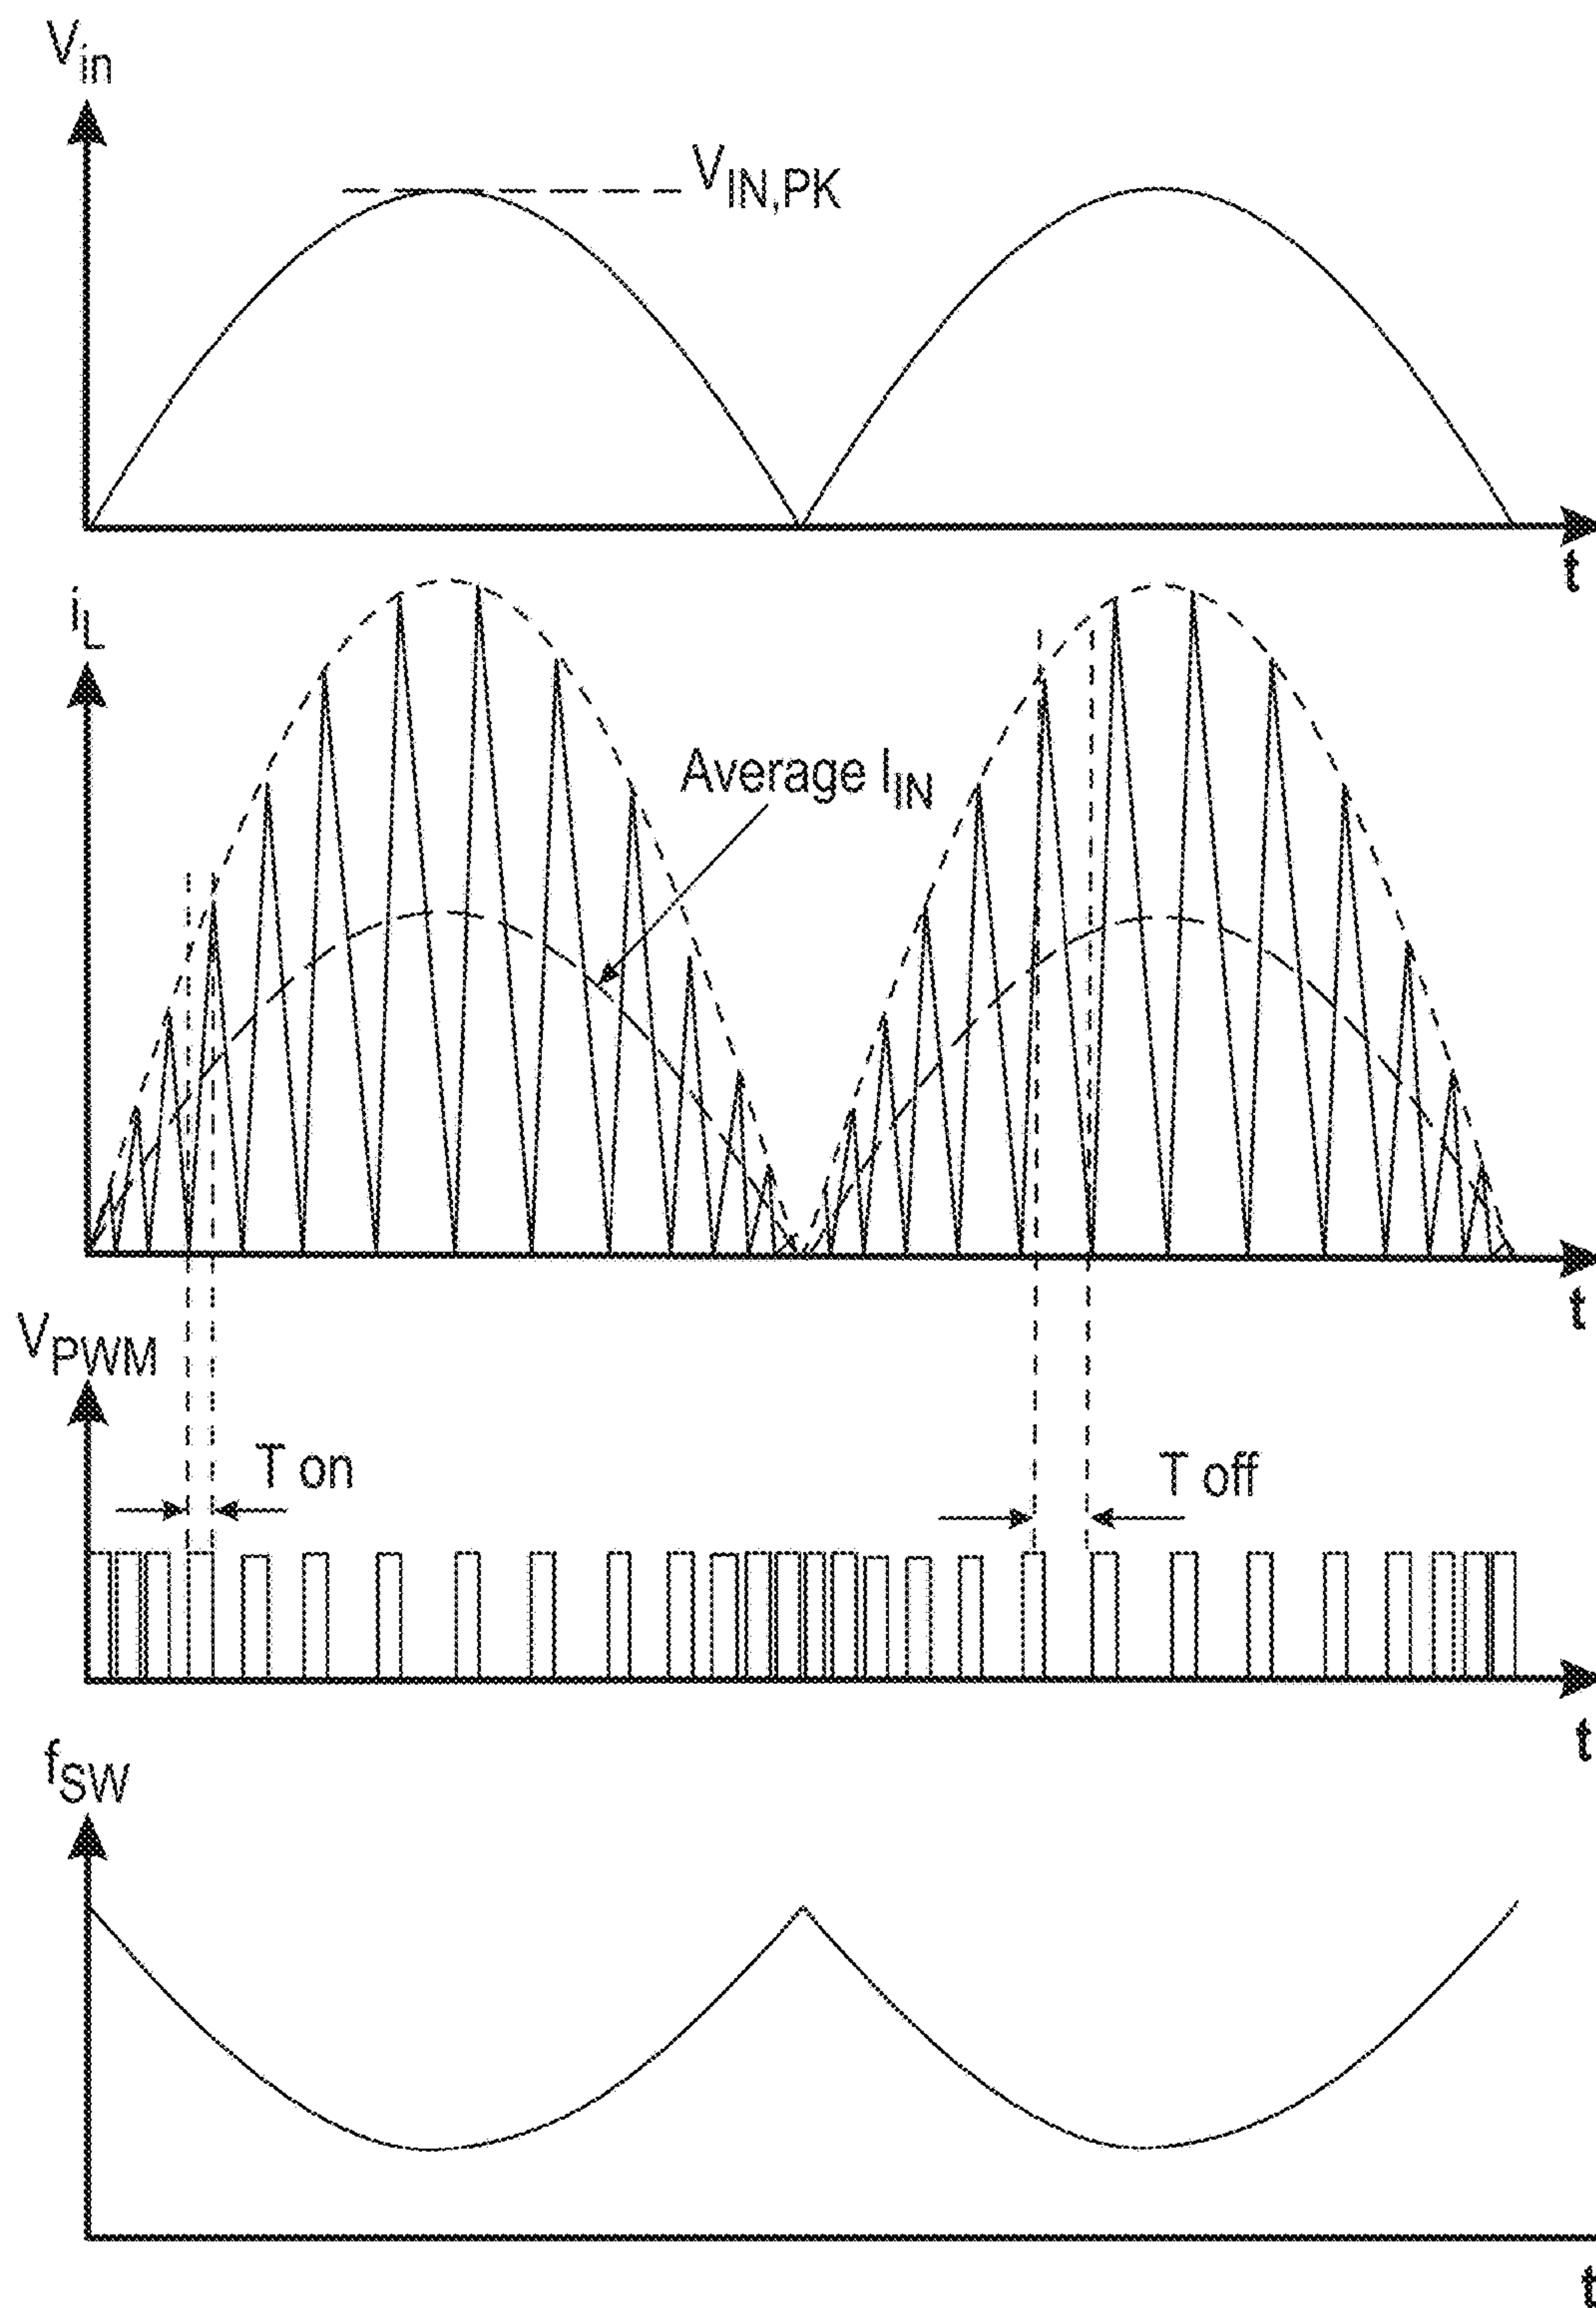 Vin
VIN,PK
t
iL
Average IIN
t
VPWM
T on
T off
t
fSW
t